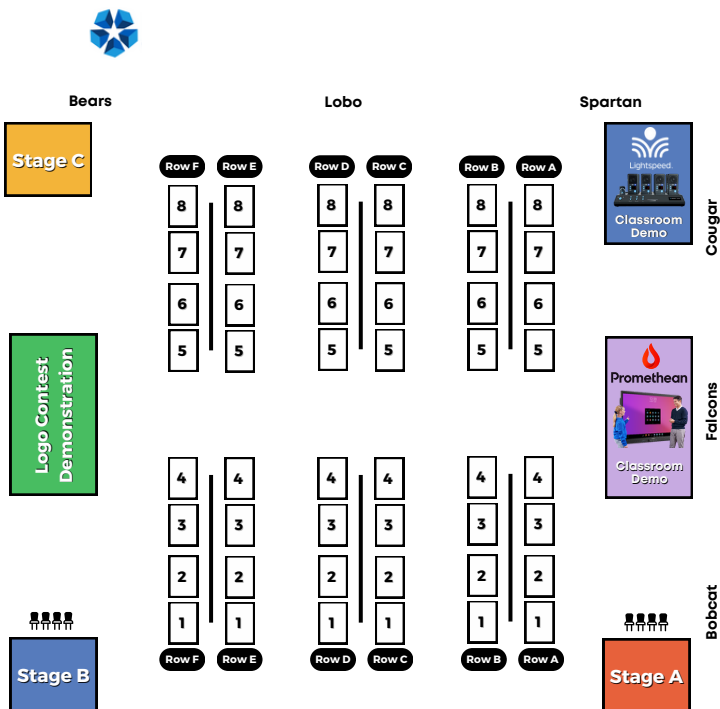 Bears
Lobo
Spartan
Stage C
Row F
Row E
Row D
Row C
Row B
Row A
Lightspeed
Classroom
Demo
Cougar
8 8 8 8 8 8
7 7 7 7 7 7
6 6 6 6 6 6
5 5 5 5 5 5
Logo Contest
Demonstration
Promethean
Classroom
Demo
Falcons
4 4 4 4 4 4
3 3 3 3 3 3
2 2 2 2 2 2
1 1 1 1 1 1
Bobcat
Row F
Row E
Row D
Row C
Row B
Row A
Stage B
Stage A